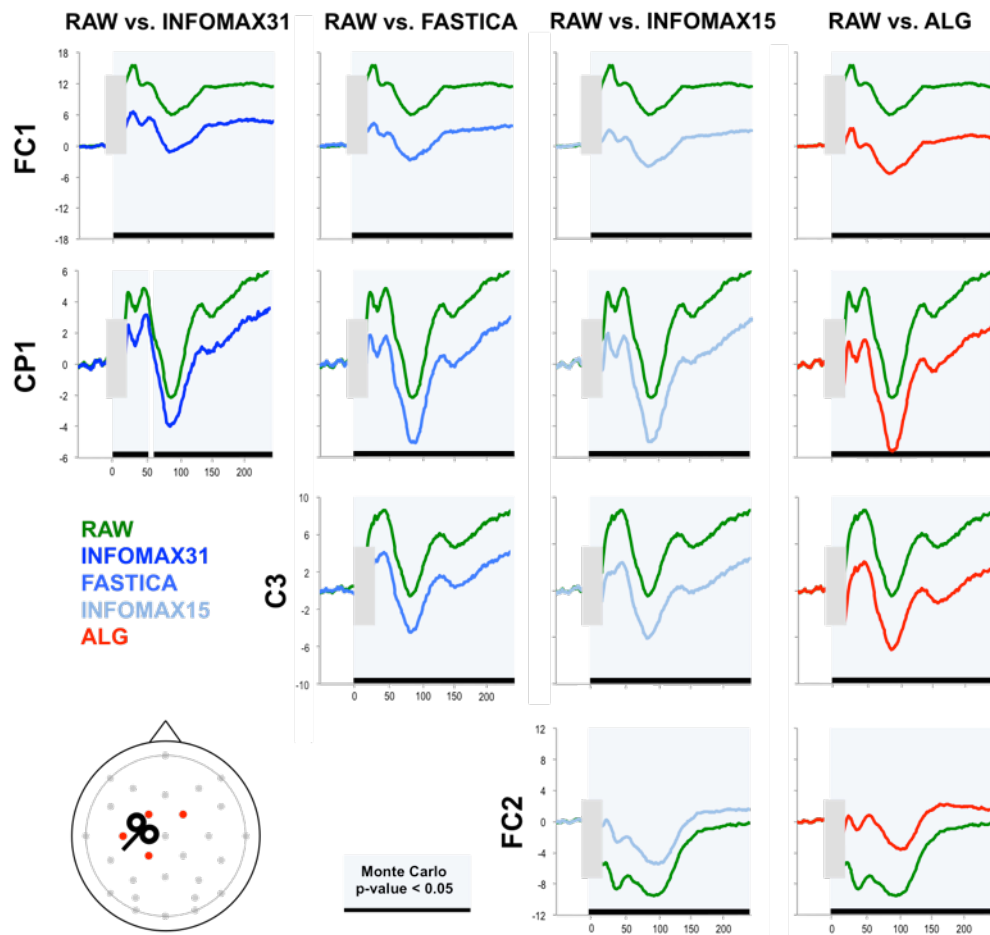 RAW vs. INFOMAX31 RAW vs. FASTICA RAW vs. INFOMAX15 RAW vs. ALG
FC1
18
12
6
0
-6
-12
-18
CP1
6
4
2
0
-2
-4
-6
0 50 100 150 200
C3
10
6
2
-2
-6
-10
0 50 100 150 200
RAW
INFOMAX31
FASTICA
INFOMAX15
ALG
FC2
12
8
4
0
-4
-8
-12
0 50 100 150 200
0 50 100 150 200
Monte Carlo
p-value < 0.05